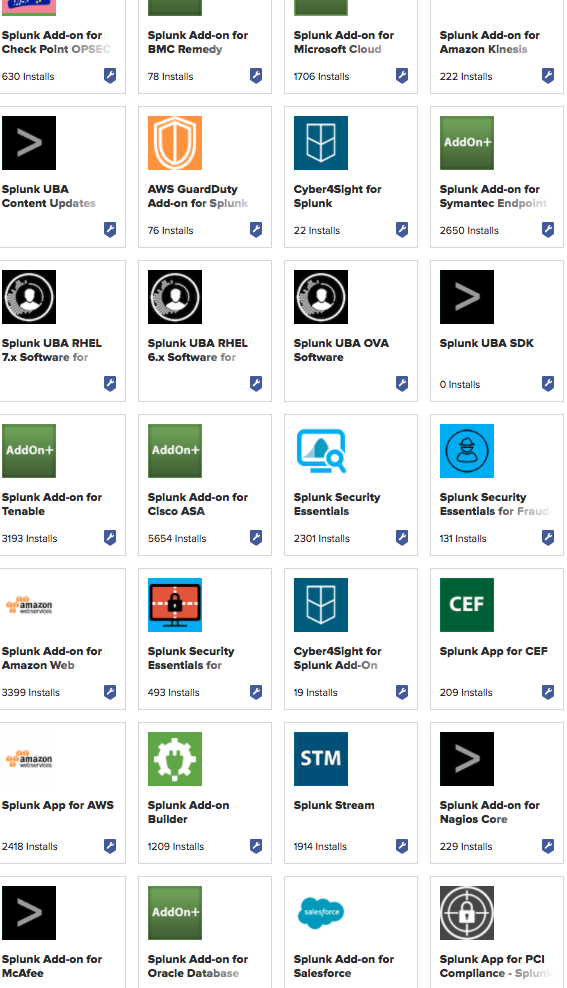 Splunk Add-on for
Check Point OPSEC
630 Installs
Splunk Add-on for
BMC Remedy
78 Installs
Splunk Add-on for
Microsoft Cloud
1706 Installs
Splunk Add-on for
Amazon Kinesis
222 Installs
>
Splunk UBA
Content Updates
AWS GuardDuty
Add-on for Splunk
76 Installs
Cyber4Sight for
Splunk
22 Installs
AddOn+
Splunk Add-on for
Symantec Endpoint
2650 Installs
Splunk UBA RHEL
7.x Software for
Splunk UBA RHEL
6.x Software for
Splunk UBA OVA
Software
>
Splunk UBA SDK
0 Installs
AddOn+
Splunk Add-on for
Tenable
3193 Installs
AddOn+
Splunk Add-on for
Cisco ASA
5654 Installs
Splunk Security
Essentials
2301 Installs
Splunk Security
Essentials for Fraud
131 Installs
amazon
webservices
Splunk Add-on for
Amazon Web
3399 Installs
Splunk Security
Essentials for
493 Installs
Cyber4Sight for
Splunk Add-On
19 Installs
CEF
Splunk App for CEF
209 Installs
amazon
webservices
Splunk App for AWS
2418 Installs
Splunk Add-on
Builder
1209 Installs
STM
Splunk Stream
1914 Installs
>
Splunk Add-on for
Nagios Core
229 Installs
>
Splunk Add-on for
McAfee
AddOn+
Splunk Add-on for
Oracle Database
salesforce
Splunk Add-on for
Salesforce
Splunk App for PCI
Compliance - Splunk